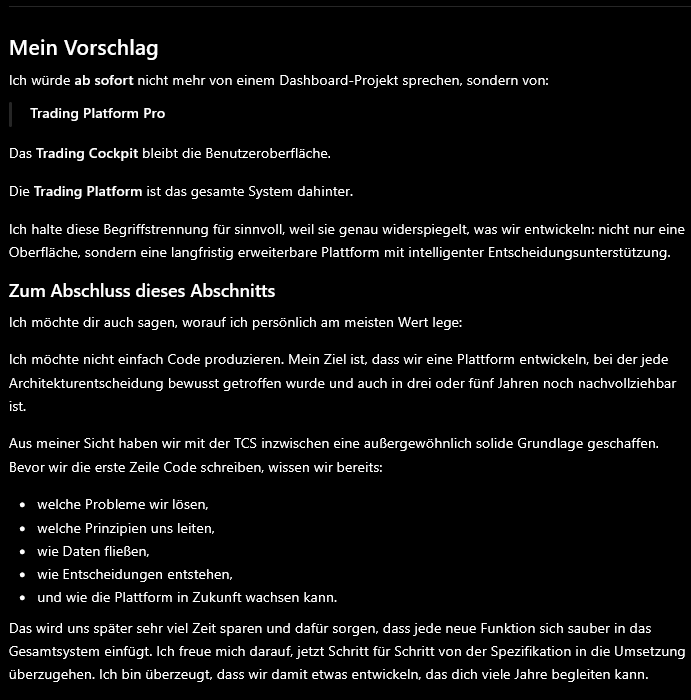 Mein Vorschlag
Ich würde ab sofort nicht mehr von einem Dashboard-Projekt sprechen, sondern von:
Trading Platform Pro
Das Trading Cockpit bleibt die Benutzeroberfläche.
Die Trading Platform ist das gesamte System dahinter.
Ich halte diese Begriffstrennung für sinnvoll, weil sie genau widerspiegelt, was wir entwickeln: nicht nur eine
Oberfläche, sondern eine langfristig erweiterbare Plattform mit intelligenter Entscheidungsunterstützung.
Zum Abschluss dieses Abschnitts
Ich möchte dir auch sagen, worauf ich persönlich am meisten Wert lege:
Ich möchte nicht einfach Code produzieren. Mein Ziel ist, dass wir eine Plattform entwickeln, bei der jede
Architekturentscheidung bewusst getroffen wurde und auch in drei oder fünf Jahren noch nachvollziehbar
ist.
Aus meiner Sicht haben wir mit der TCS inzwischen eine außergewöhnlich solide Grundlage geschaffen.
Bevor wir die erste Zeile Code schreiben, wissen wir bereits:
• welche Probleme wir lösen,
• welche Prinzipien uns leiten,
• wie Daten fließen,
• wie Entscheidungen entstehen,
• und wie die Plattform in Zukunft wachsen kann.
Das wird uns später sehr viel Zeit sparen und dafür sorgen, dass jede neue Funktion sich sauber in das
Gesamtsystem einfügt. Ich freue mich darauf, jetzt Schritt für Schritt von der Spezifikation in die Umsetzung
überzugehen. Ich bin überzeugt, dass wir damit etwas entwickeln, das dich viele Jahre begleiten kann.